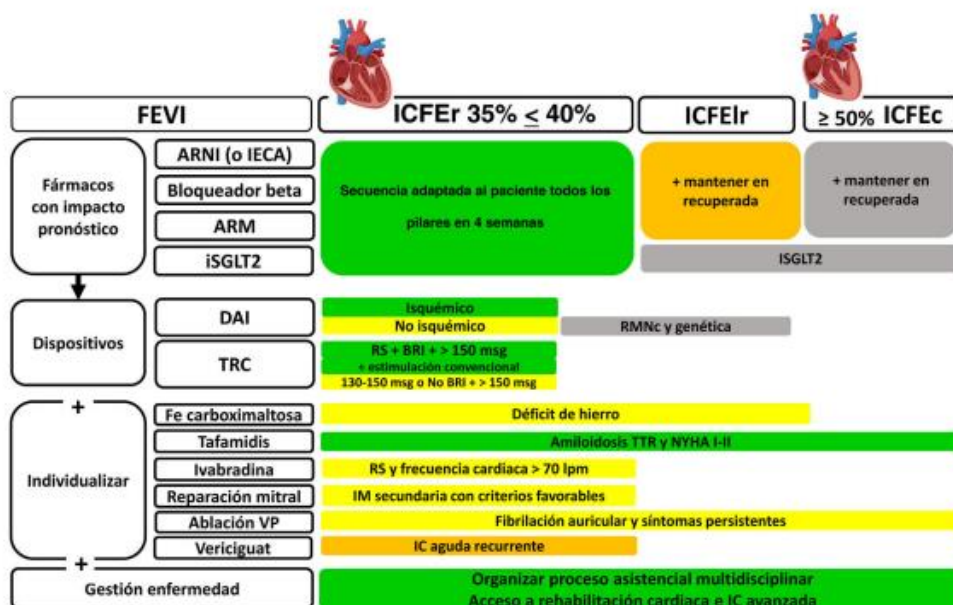 FEVI
ICFEr 35% ≤ 40%
ICFElr
≥ 50% ICFEc
Fármacos
con impacto
pronóstico
ARNI (o IECA)
Bloqueador beta
ARM
iSGLT2
Secuencia adaptada al paciente todos los
pilares en 4 semanas
+ mantener en
recuperada
+ mantener en
recuperada
ISGLT2
Dispositivos
DAI
Isquémico
No isquémico
RMNc y genética
TRC
RS + BRI + > 150 msg
+ estimulación convencional
130-150 msg o No BRI + > 150 msg
+
Individualizar
Fe carboximaltosa
Déficit de hierro
Tafamidis
Amiloidosis TTR y NYHA I-II
Ivabradina
RS y frecuencia cardiaca > 70 lpm
Reparación mitral
IM secundaria con criterios favorables
Ablación VP
Fibrilación auricular y síntomas persistentes
Vericiguat
IC aguda recurrente
+
Gestión enfermedad
Organizar proceso asistencial multidisciplinar
Acceso a rehabilitación cardiaca e IC avanzada